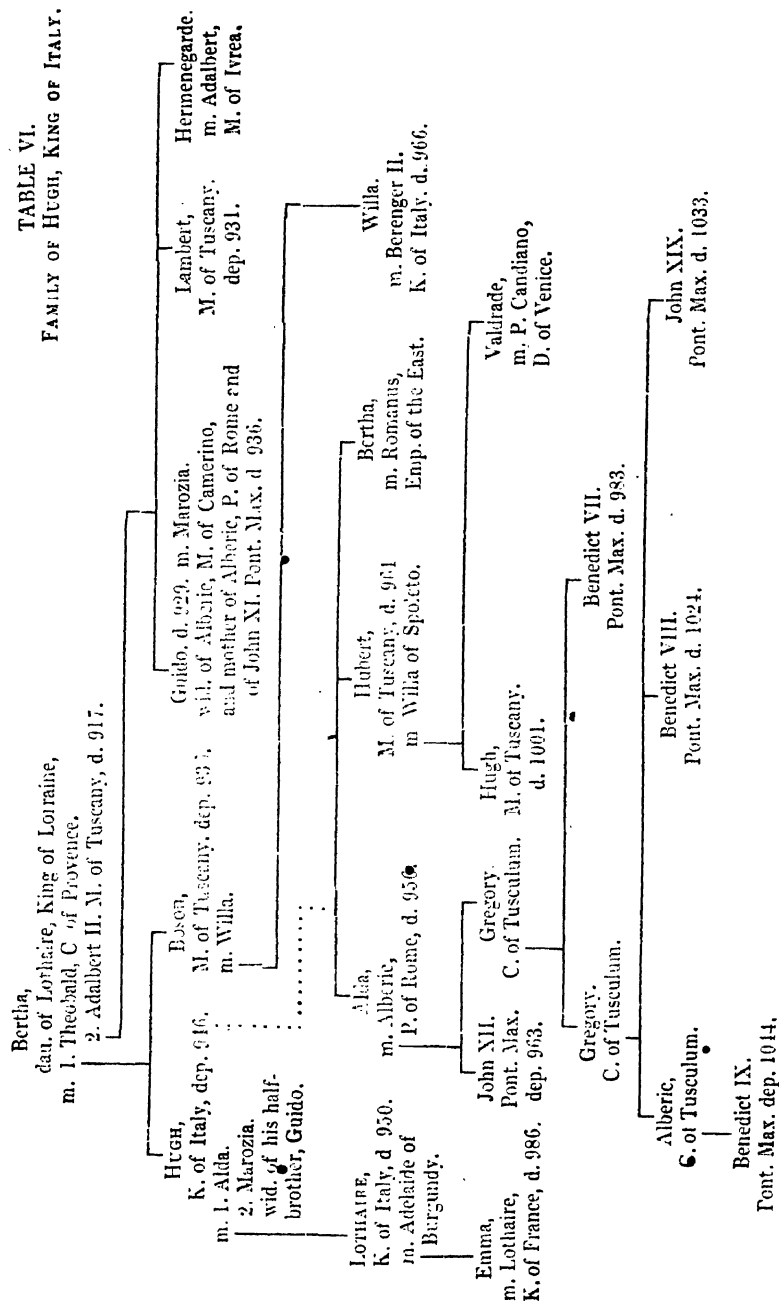 TABLE VI.
FAMILY OF HUGH, KING OF ITALY.
Bertha,
dau. of Lothaire, King of Lorraine,
m. 1. Theobald, C of Provence.
2. Adalbert II. M. of Tuscany, d. 917.
HUGH,
K. of Italy, dep. 946.
m. 1. Alda.
2. Marozia.
wid. of his half-
brother, Guido.
Boson,
M. of Tuscany. dep.
m. Willa.
Guido, d. 929. m. Marozia.
wid. of Alberic, M. of Camerino,
and mother of Alberic, P. of Rome and
of John XI. Pont. Max. d 936.
Lambert,
M. of Tuscany.
dep. 931.
Hermenegarde.
m. Adalbert,
M. of Ivrea.
LOTHAIRE,
K. of Italy, d 950.
m. Adelaide of
Burgundy.
Alda,
m. Alberic,
P. of Rome, d. 956.
Hubert,
M. of Tuscany, d. 961
m Willa of Spoleto.
Bertha,
m. Romanus,
Emp. of the East.
Willa.
m. Berenger II.
K. of Italy. d. 966.
Emma,
m. Lothaire,
K. of France, d. 986.
John XII.
Pont. Max.
dep. 963.
Gregory.
C. of Tusculum.
Hugh,
M. of Tuscany.
d. 1001.
Valdrade,
m. P. Candiano,
D. of Venice.
Gregory.
C. of Tusculum.
Benedict VII.
Pont. Max. d. 983.
Alberic,
C. of Tusculum.
Benedict VIII.
Pont. Max. d. 1024.
John XIX.
Pont. Max. d. 1033.
Benedict IX.
Pont. Max. dep. 1044.